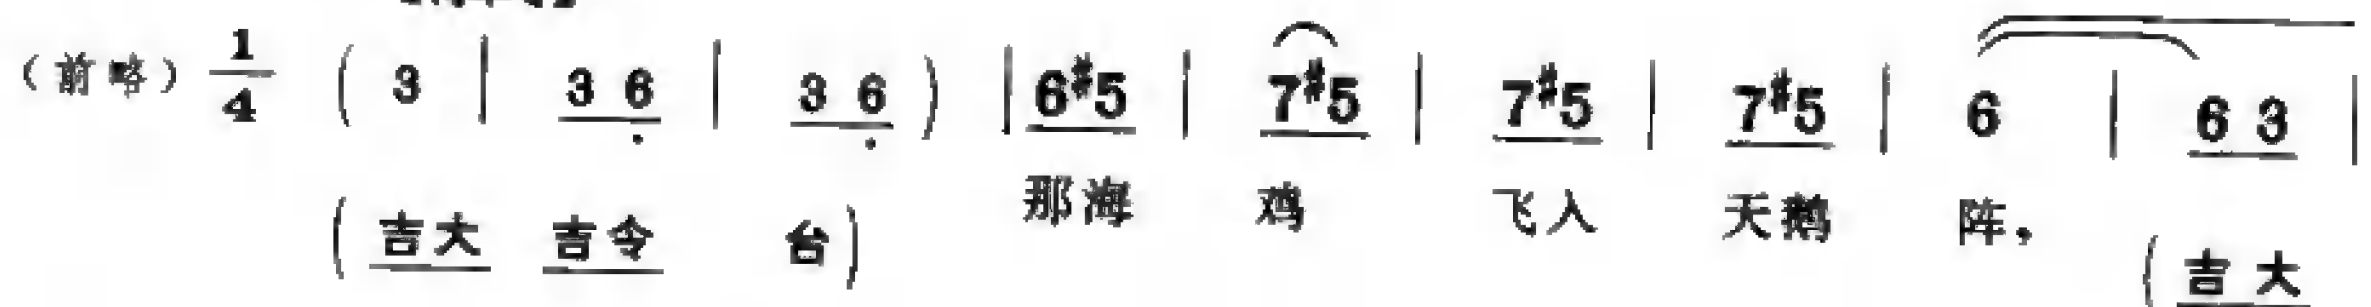 （前略） 1/4 ( 3 | 3 6̣ | 3 6̣ ) | 6#5 | 7#5 | 7#5 | 7#5 | 6 | 6 3 |
那海 鸡 飞入 天鹅 阵，
( 吉大 吉令 台 ) ( 吉大